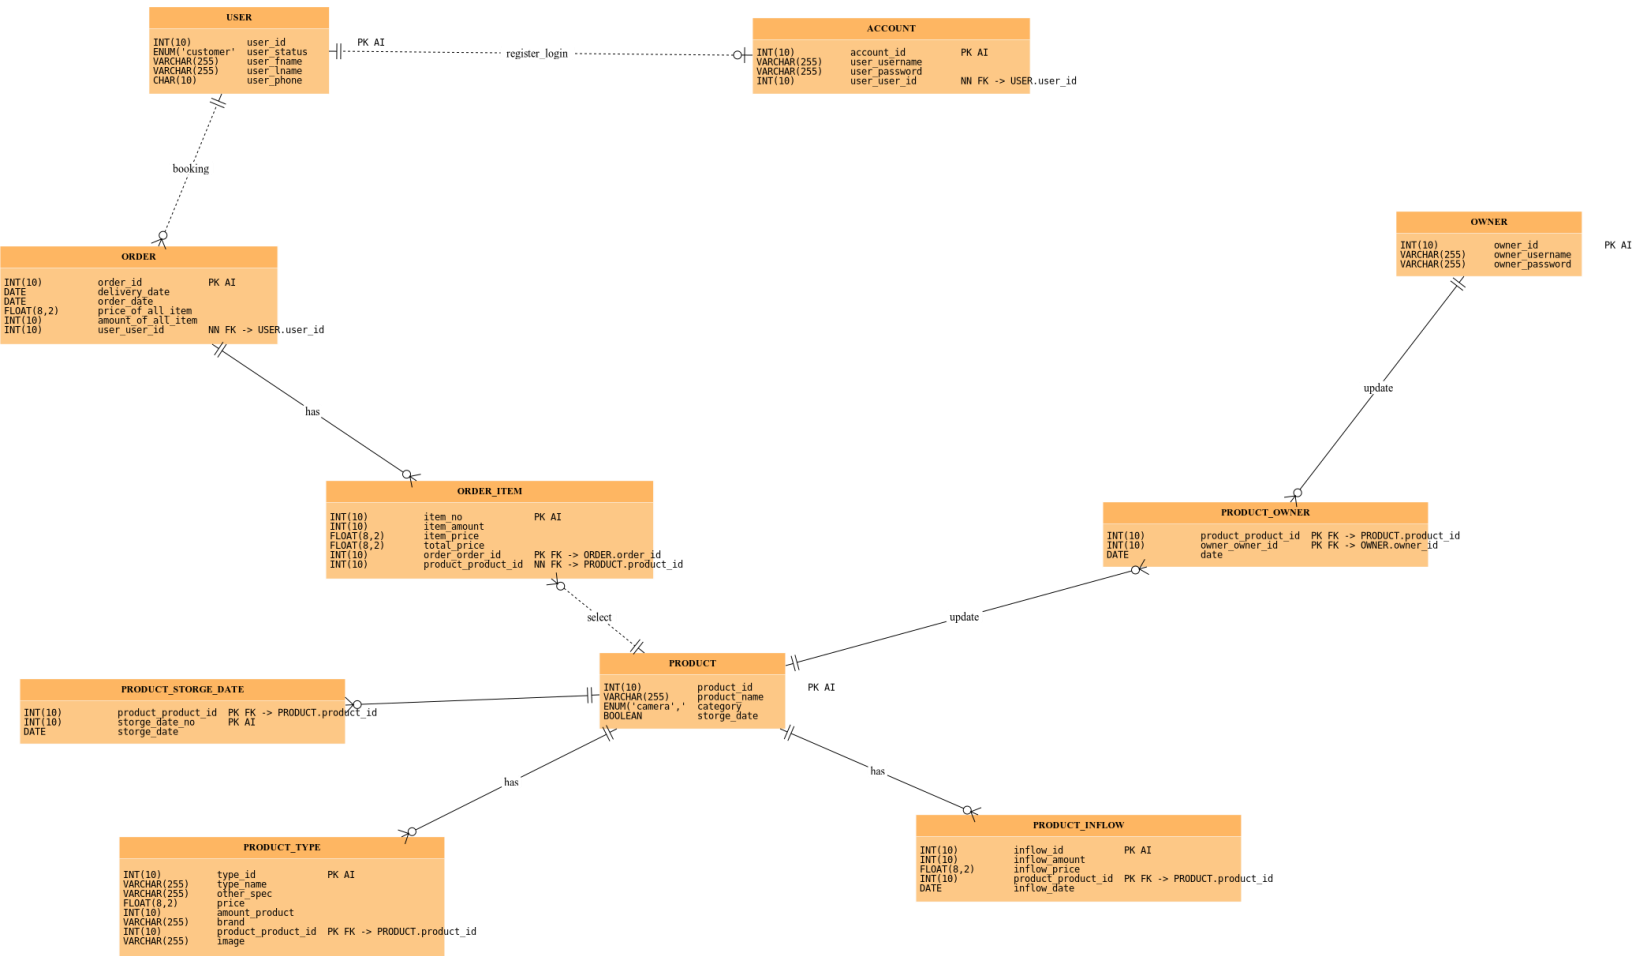 USER
INT(10) user_id PK AI
ENUM('customer' user_status
VARCHAR(255) user_fname
VARCHAR(255) user_lname
CHAR(10) user_phone
register_login
ACCOUNT
INT(10) account_id PK AI
VARCHAR(255) user_username
VARCHAR(255) user_password
INT(10) user_user_id NN FK -> USER.user_id
booking
ORDER
INT(10) order_id PK AI
DATE delivery_date
DATE order_date
FLOAT(8,2) price_of_all_item
INT(10) amount_of_all_item
INT(10) user_user_id NN FK -> USER.user_id
OWNER
INT(10) owner_id PK AI
VARCHAR(255) owner_username
VARCHAR(255) owner_password
has
update
ORDER_ITEM
INT(10) item_no PK AI
INT(10) item_amount
FLOAT(8,2) item_price
FLOAT(8,2) total_price
INT(10) order_order_id PK FK -> ORDER.order_id
INT(10) product_product_id NN FK -> PRODUCT.product_id
PRODUCT_OWNER
INT(10) product_product_id PK FK -> PRODUCT.product_id
INT(10) owner_owner_id PK FK -> OWNER.owner_id
DATE date
select
update
PRODUCT
INT(10) product_id PK AI
VARCHAR(255) product_name
ENUM('camera',' category
BOOLEAN storge_date
PRODUCT_STORGE_DATE
INT(10) product_product_id PK FK -> PRODUCT.product_id
INT(10) storge_date_no PK AI
DATE storge_date
has
has
PRODUCT_TYPE
INT(10) type_id PK AI
VARCHAR(255) type_name
VARCHAR(255) other_spec
FLOAT(8,2) price
INT(10) amount_product
VARCHAR(255) brand
INT(10) product_product_id PK FK -> PRODUCT.product_id
VARCHAR(255) image
PRODUCT_INFLOW
INT(10) inflow_id PK AI
INT(10) inflow_amount
FLOAT(8,2) inflow_price
INT(10) product_product_id PK FK -> PRODUCT.product_id
DATE inflow_date